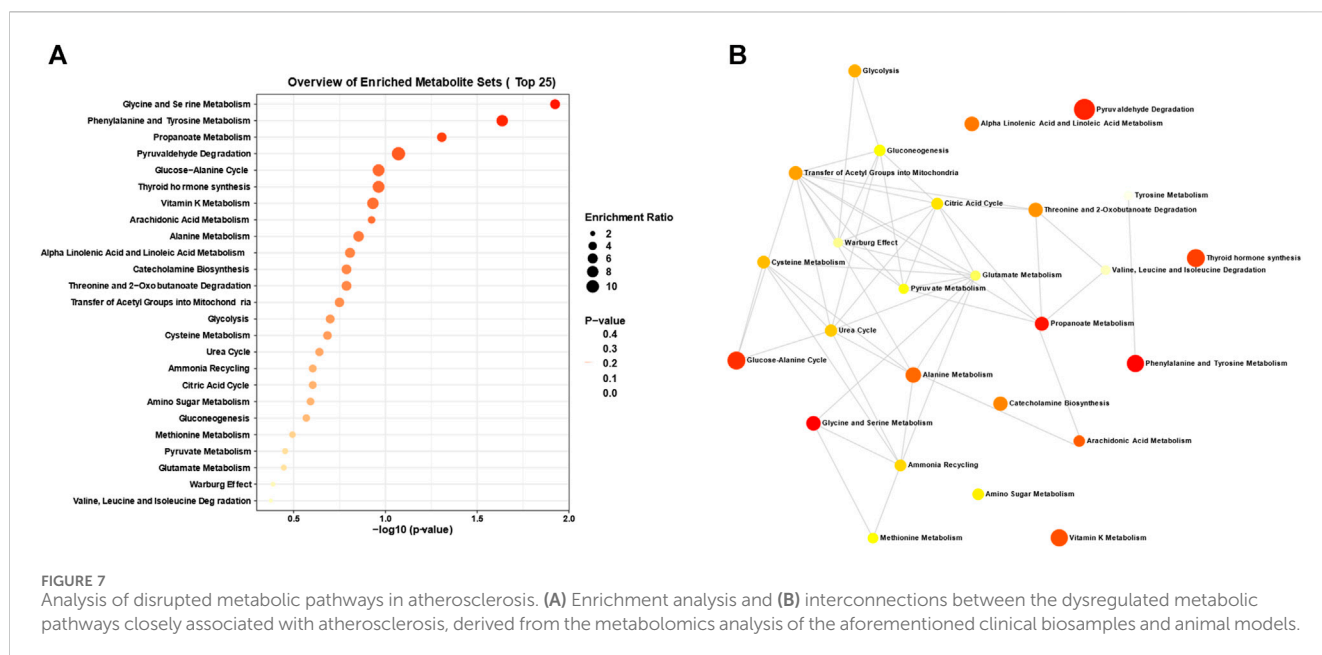 A
Overview of Enriched Metabolite Sets ( Top 25)
Glycine and Se rine Metabolism
Phenylalanine and Tyrosine Metabolism
Propanoate Metabolism
Pyruvaldehyde Degradation
Glucose-Alanine Cycle
Thyroid ho rmone synthesis
Vitamin K Metabolism
Arachidonic Acid Metabolism
Alanine Metabolism
Alpha Linolenic Acid and Linoleic Acid Metabolism
Catecholamine Biosynthesis
Threonine and 2-Oxo butanoate Degradation
Transfer of Acetyl Groups into Mitochond ria
Glycolysis
Cysteine Metabolism
Urea Cycle
Ammonia Recycling
Citric Acid Cycle
Amino Sugar Metabolism
Gluconeogenesis
Methionine Metabolism
Pyruvate Metabolism
Glutamate Metabolism
Warburg Effect
Valine, Leucine and Isoleucine Deg radation
0.5 1.0 1.5 2.0
−log10 (p-value)
Enrichment Ratio
2
4
6
8
10
P-value
0.4
0.3
0.2
0.1
0.0
B
Glycolysis
Pyruvaldehyde Degradation
Alpha Linolenic Acid and Linoleic Acid Metabolism
Gluconeogenesis
Transfer of Acetyl Groups into Mitochondria
Tyrosine Metabolism
Citric Acid Cycle
Threonine and 2-Oxobutanoate Degradation
Warburg Effect
Thyroid hormone synthesis
Cysteine Metabolism
Valine, Leucine and Isoleucine Degradation
Glutamate Metabolism
Pyruvate Metabolism
Propanoate Metabolism
Urea Cycle
Glucose-Alanine Cycle
Phenylalanine and Tyrosine Metabolism
Alanine Metabolism
Catecholamine Biosynthesis
Glycine and Serine Metabolism
Arachidonic Acid Metabolism
Ammonia Recycling
Amino Sugar Metabolism
Methionine Metabolism
Vitamin K Metabolism
FIGURE 7
Analysis of disrupted metabolic pathways in atherosclerosis. (A) Enrichment analysis and (B) interconnections between the dysregulated metabolic
pathways closely associated with atherosclerosis, derived from the metabolomics analysis of the aforementioned clinical biosamples and animal models.